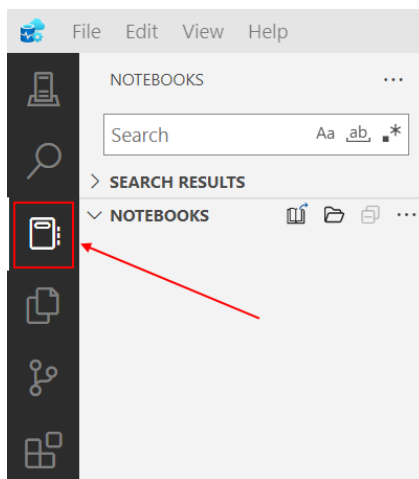 File Edit View Help
NOTEBOOKS ...
Search Aa ab, .*
SEARCH RESULTS
NOTEBOOKS ...